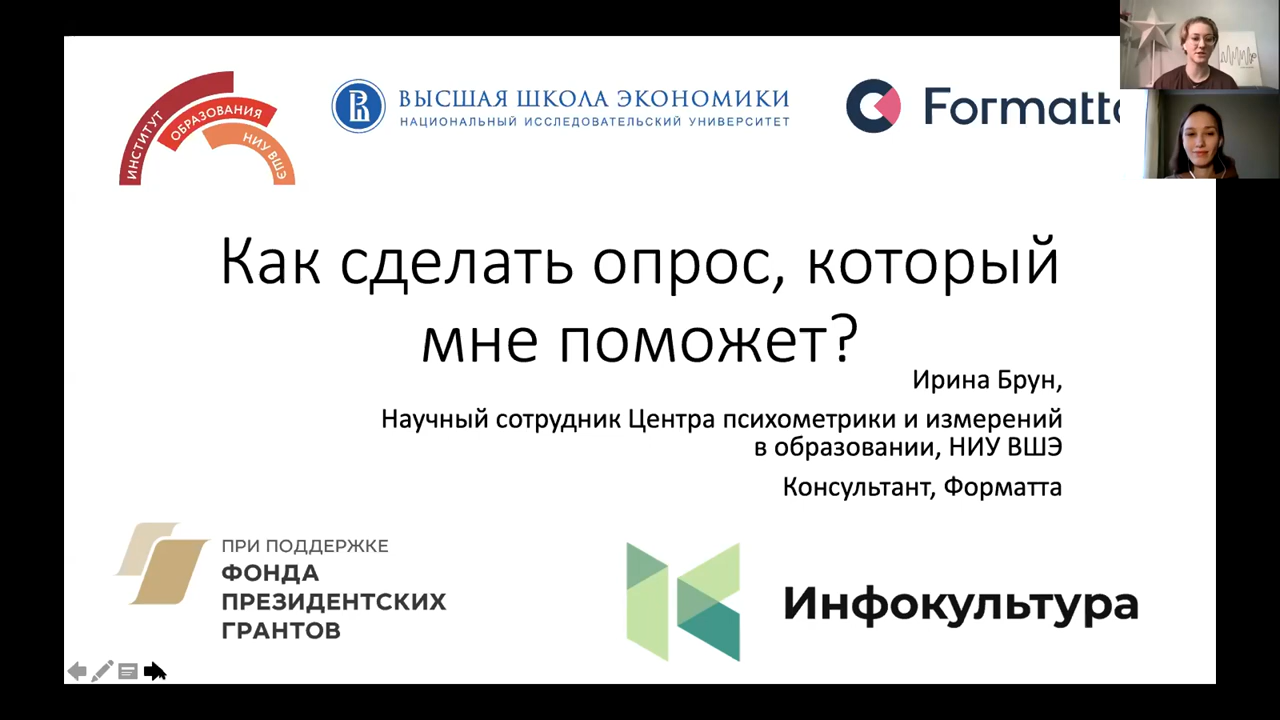 ИНСТИТУТ
ОБРАЗОВАНИЯ
НИУ ВШЭ
ВЫСШАЯ ШКОЛА ЭКОНОМИКИ
НАЦИОНАЛЬНЫЙ ИССЛЕДОВАТЕЛЬСКИЙ УНИВЕРСИТЕТ
Formatta
Как сделать опрос, который
мне поможет?
Ирина Брун,
Научный сотрудник Центра психометрики и измерений
в образовании, НИУ ВШЭ
Консультант, Форматта
ПРИ ПОДДЕРЖКЕ
ФОНДА
ПРЕЗИДЕНТСКИХ
ГРАНТОВ
Инфокультура